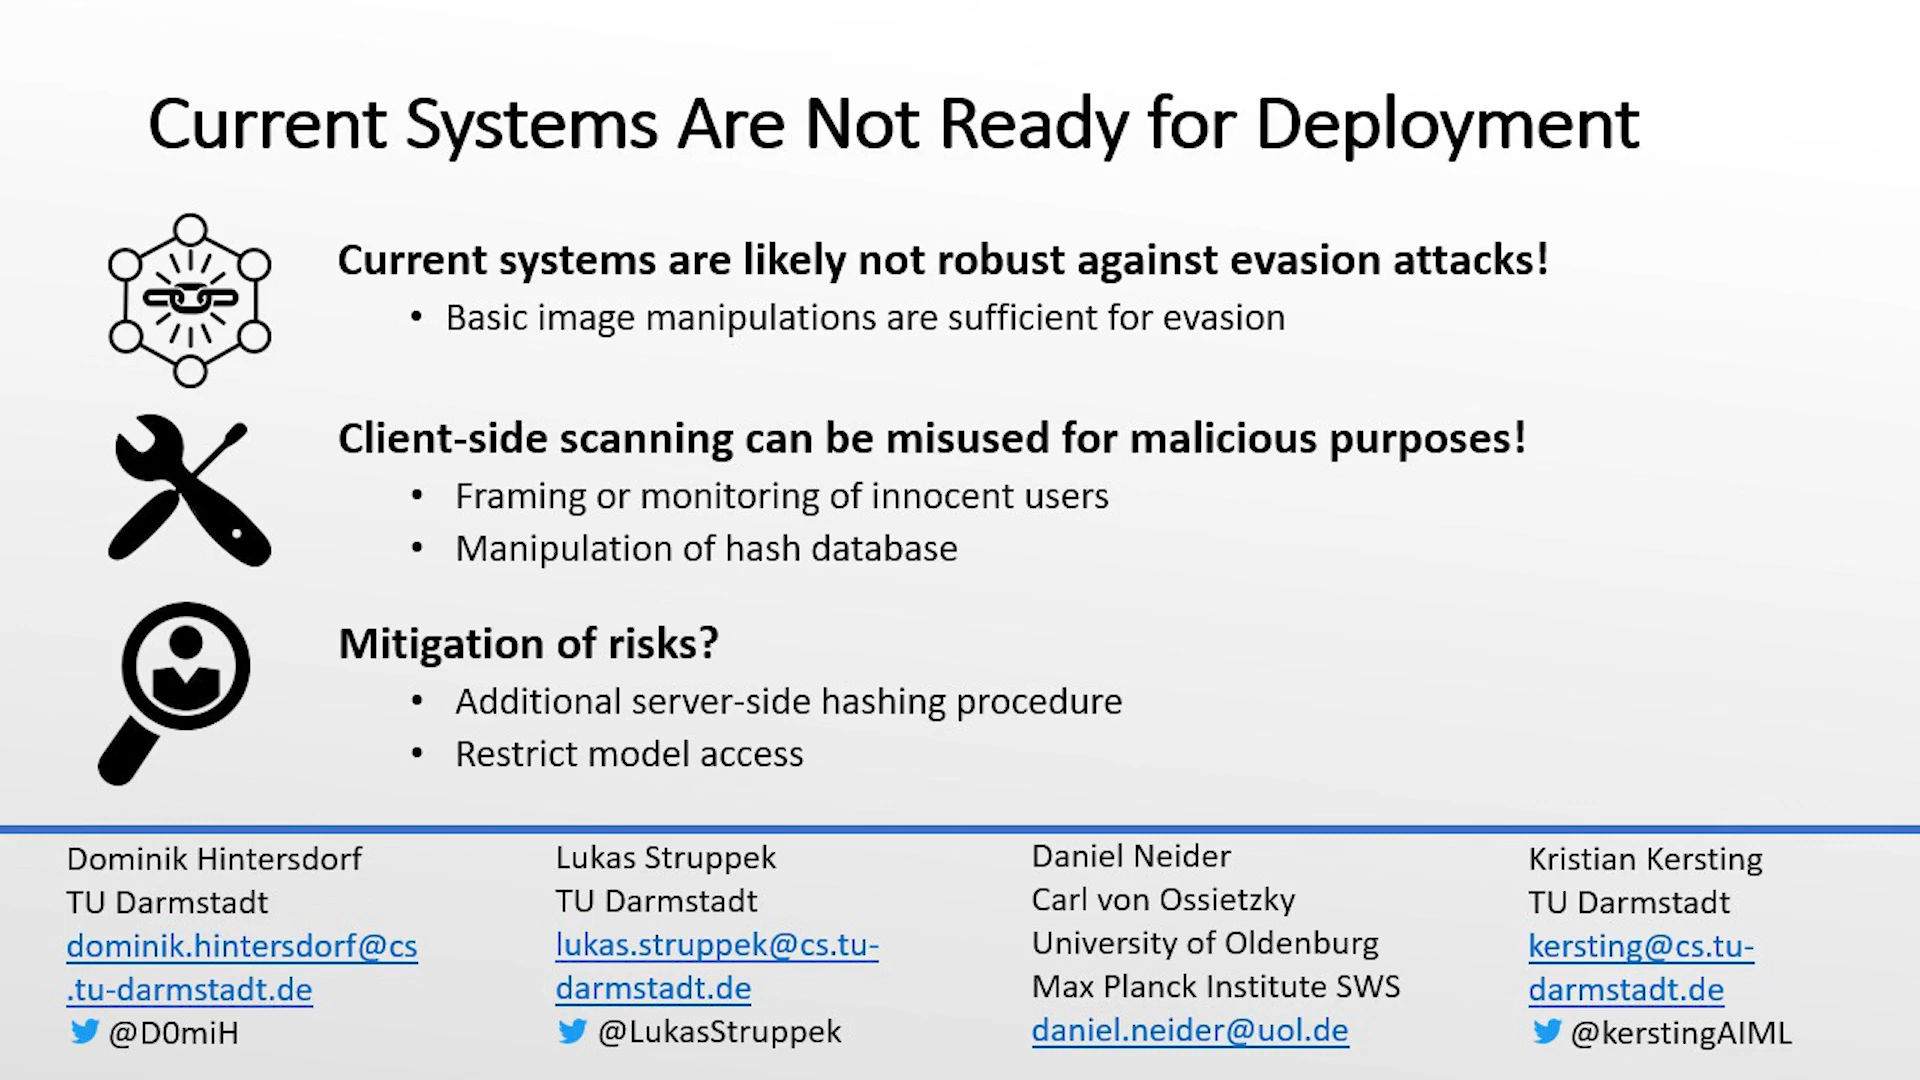 Current Systems Are Not Ready for Deployment
Current systems are likely not robust against evasion attacks!
• Basic image manipulations are sufficient for evasion
Client-side scanning can be misused for malicious purposes!
• Framing or monitoring of innocent users
• Manipulation of hash database
Mitigation of risks?
• Additional server-side hashing procedure
• Restrict model access
Dominik Hintersdorf
TU Darmstadt
dominik.hintersdorf@cs
.tu-darmstadt.de
@D0miH
Lukas Struppek
TU Darmstadt
lukas.struppek@cs.tu-
darmstadt.de
@LukasStruppek
Daniel Neider
Carl von Ossietzky
University of Oldenburg
Max Planck Institute SWS
daniel.neider@uol.de
Kristian Kersting
TU Darmstadt
kersting@cs.tu-
darmstadt.de
@kerstingAIML